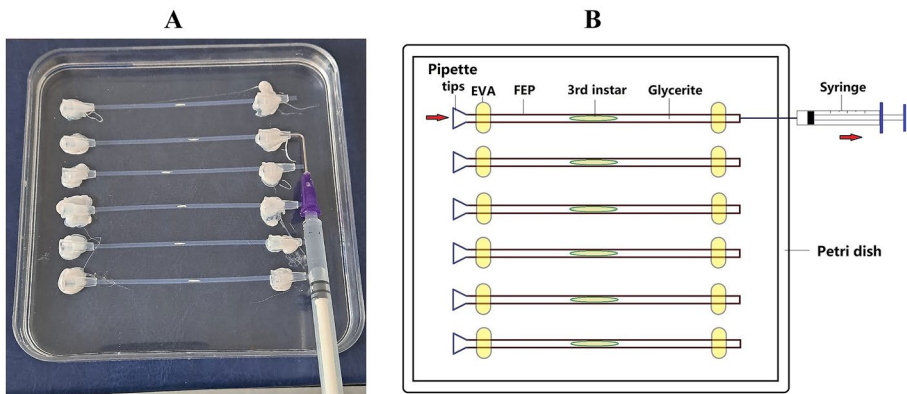 A
B
Pipette
tips
EVA
FEP
3rd instar
Glycerite
Syringe
Petri dish